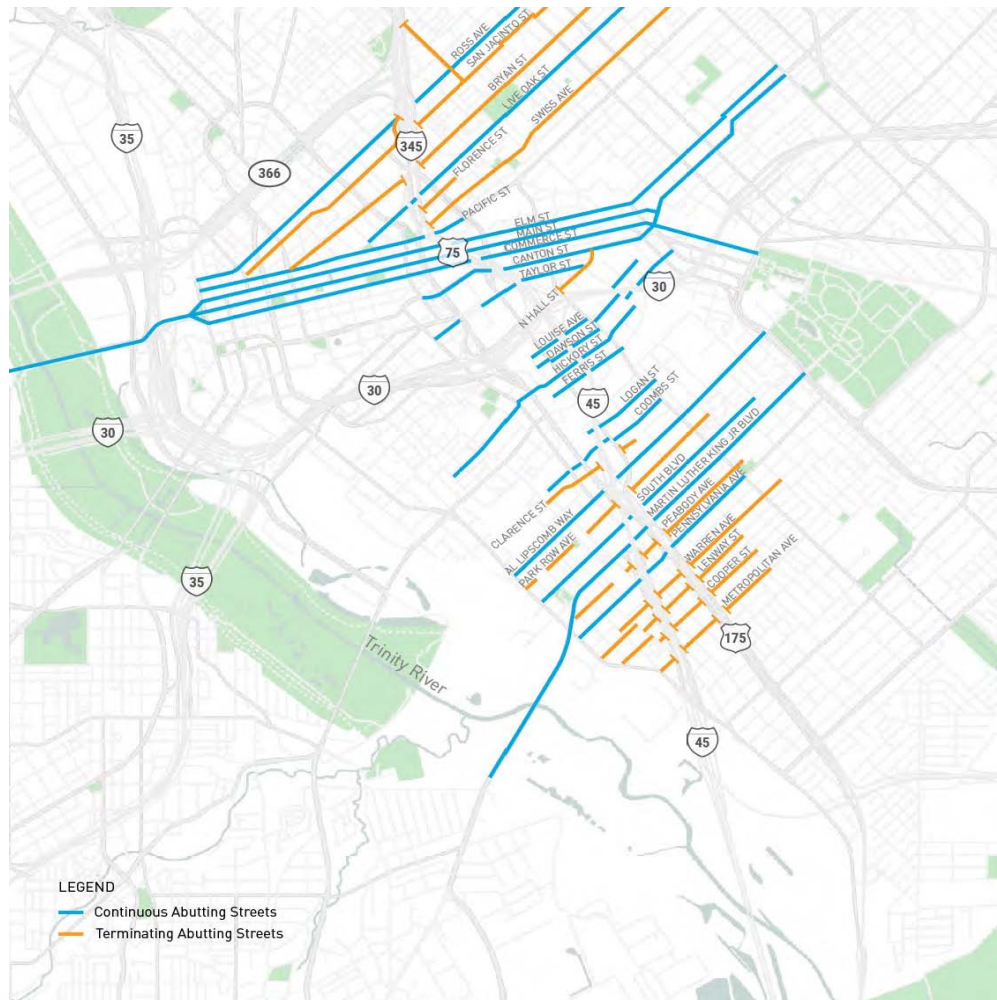 ROSS AVE
SAN JACINTO ST
BRYAN ST
LIVE OAK ST
SWISS AVE
35
345
366
FLORENCE ST
PACIFIC ST
ELM ST
MAIN ST
75
COMMERCE ST
CANTON ST
TAYLOR ST
30
N HALL ST
LOUISE AVE
DAWSON ST
HICKORY ST
FERRIS ST
30
45
LOGAN ST
COOMBS ST
30
SOUTH BLVD
MARTIN LUTHER KING JR BLVD
PEABODY AVE
PENNSYLVANIA AVE
CLARENCE ST
AL LIPSCOMB WAY
PARK ROW AVE
WARREN AVE
LENWAY ST
COOPER ST
METROPOLITAN AVE
35
175
Trinity River
45
LEGEND
Continuous Abutting Streets
Terminating Abutting Streets